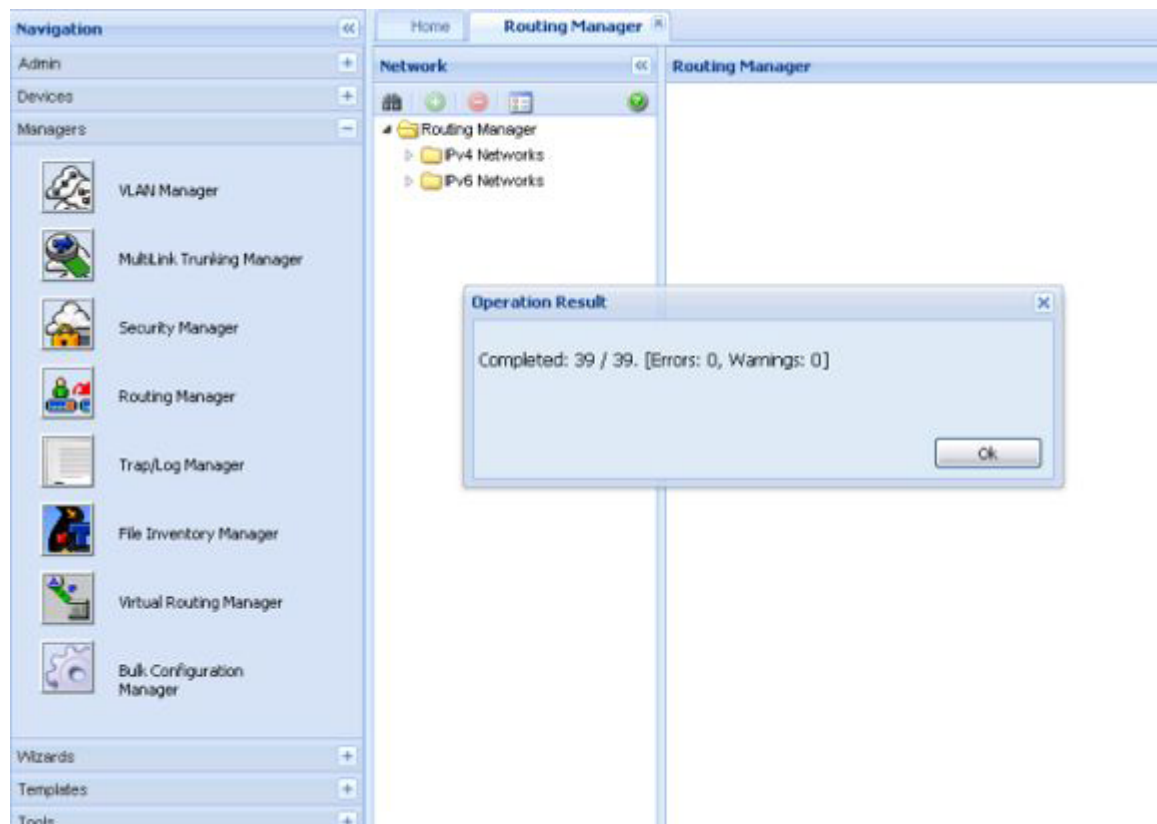 Navigation
Admin
Devices
Managers
VLAN Manager
MultiLink Trunking Manager
Security Manager
Routing Manager
Trap/Log Manager
File Inventory Manager
Virtual Routing Manager
Bulk Configuration
Manager
Wizards
Templates
Tools
Home
Routing Manager
Network
Routing Manager
IPv4 Networks
IPv6 Networks
Routing Manager
Operation Result
Completed: 39 / 39. [Errors: 0, Warnings: 0]
Ok